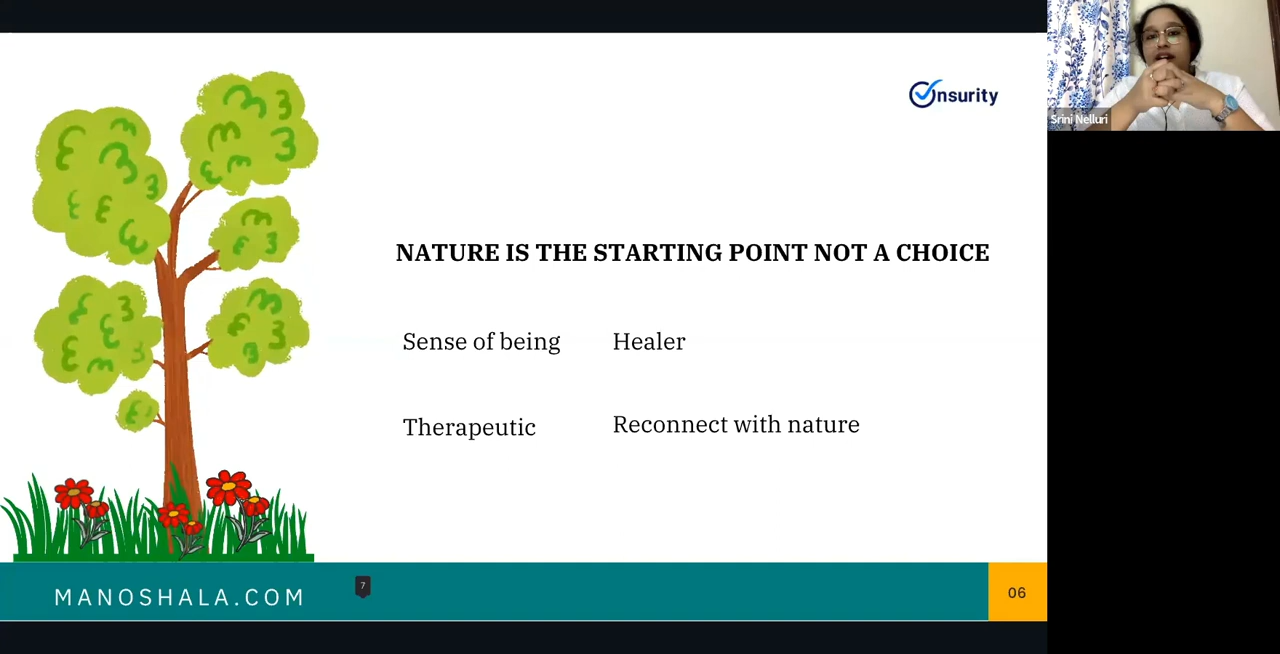 Onsurity
Srini Nelluri
NATURE IS THE STARTING POINT NOT A CHOICE
Sense of being
Healer
Therapeutic
Reconnect with nature
MANOSHALA.COM
7
06